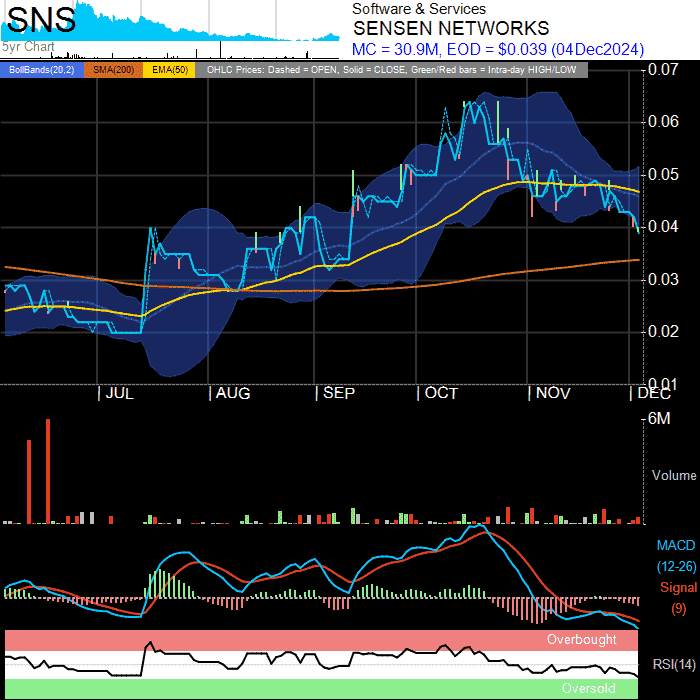 SNS
5yr Chart
Software & Services
SENSEN NETWORKS
MC = 30.9M, EOD = $0.039 (04Dec2024)
BollBands(20,2) SMA(200) EMA(50) OHLC Prices: Dashed = OPEN, Solid = CLOSE, Green/Red bars = Intra-day HIGH/LOW
0.07
0.06
0.05
0.04
0.03
0.02
0.01
JUL AUG SEP OCT NOV DEC
6M
Volume
MACD
(12-26)
Signal
(9)
Overbought
RSI(14)
Oversold